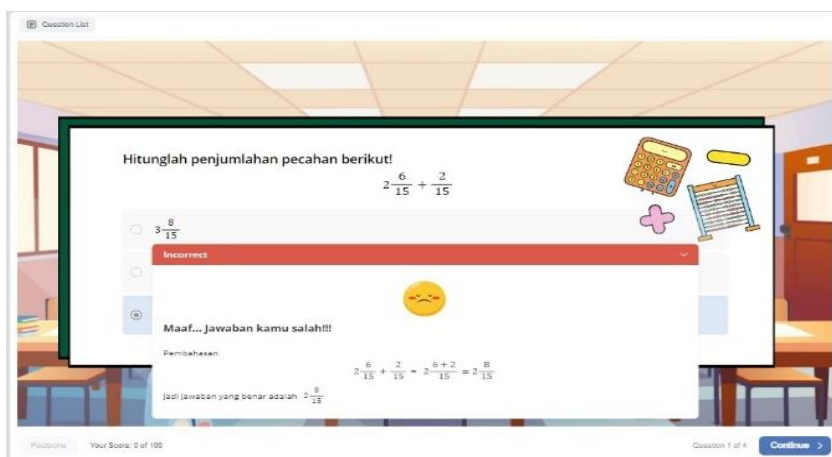 Question List
Hitunglah penjumlahan pecahan berikut!
2 6/15 + 2/15
3 8/15
Incorrect
Maaf... Jawaban kamu salah!!!
Pembahasan
2 6/15 + 2/15 = 2 6 + 2/15 = 2 8/15
Jadi jawaban yang benar adalah 2 8/15
Postpone
Your Score: 0 of 100
Question 1 of 4
Continue >